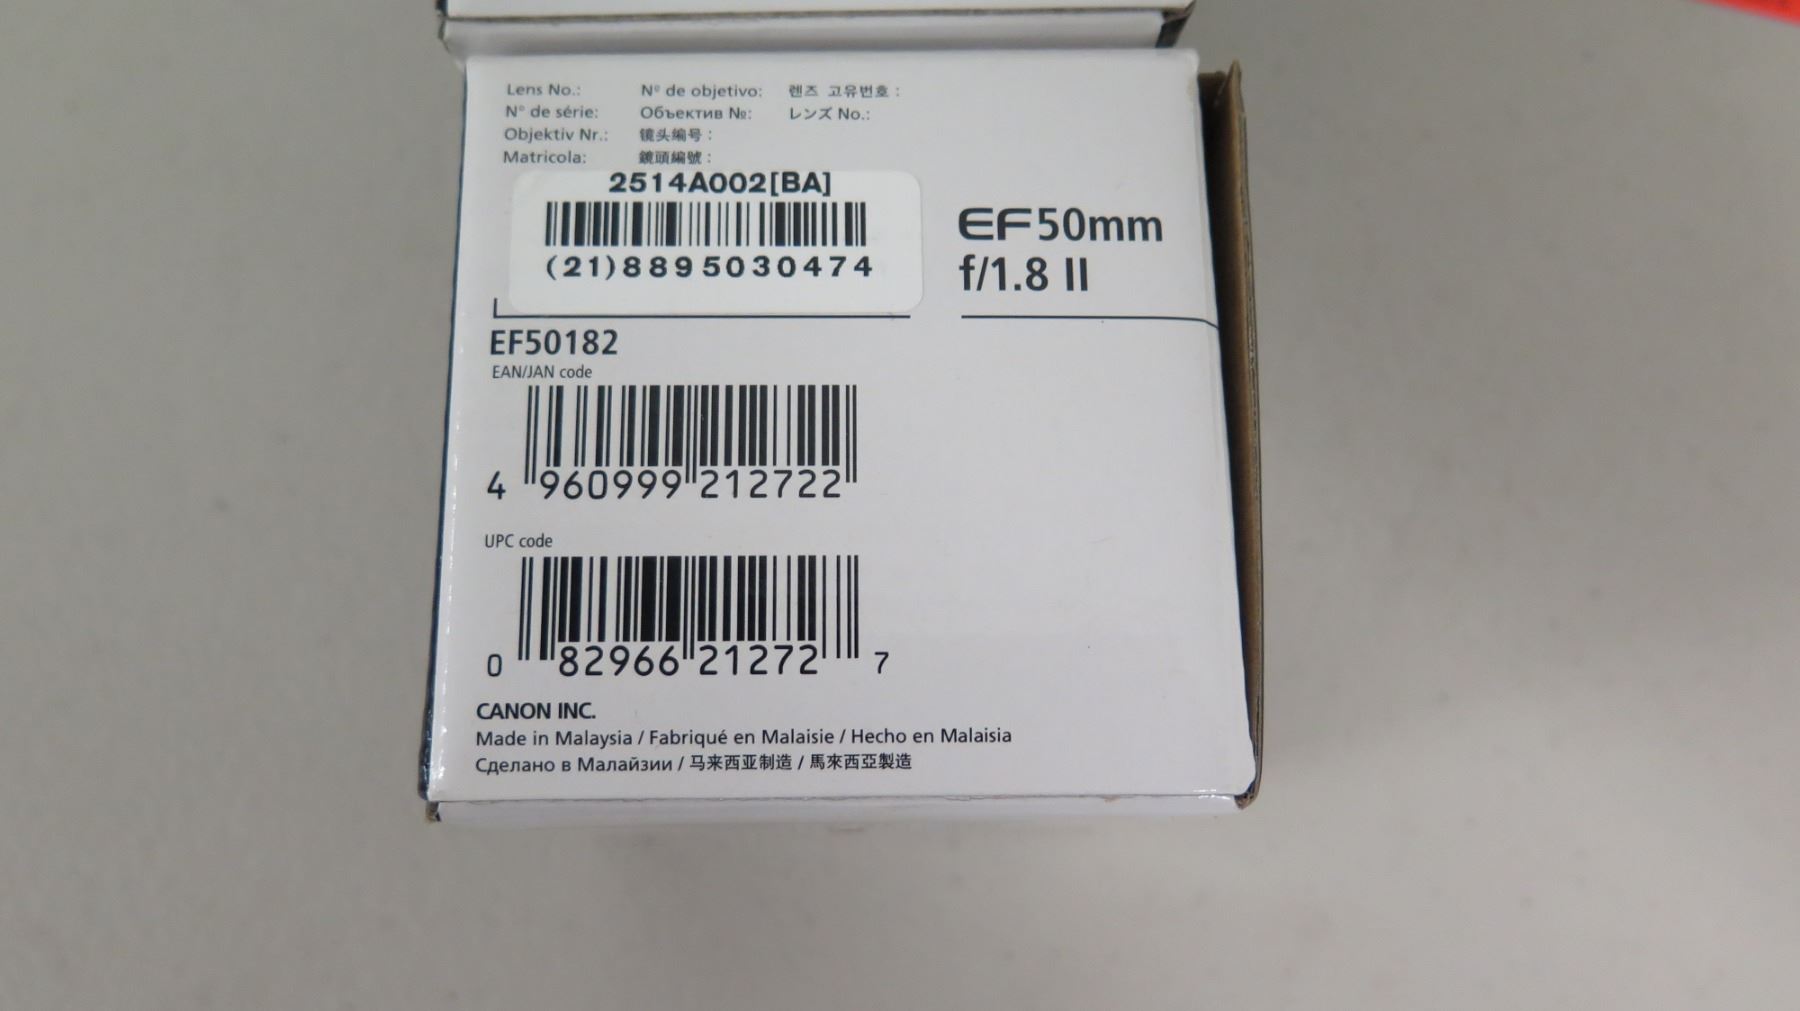 Lens No.: Nº de objetivo: 렌즈 고유번호 :
N° de série: Объектив №: レンズ No.:
Objektiv Nr.: 镜头编号 :
Matricola: 鏡頭編號 :
2514A002[BA]
(21)8895030474
EF50mm
f/1.8 II
EF50182
EAN/JAN code
4 960999 212722
UPC code
0 82966 21272 7
CANON INC.
Made in Malaysia / Fabriqué en Malaisie / Hecho en Malaisia
Сделано в Малайзии / 马来西亚制造 / 馬來西亞製造